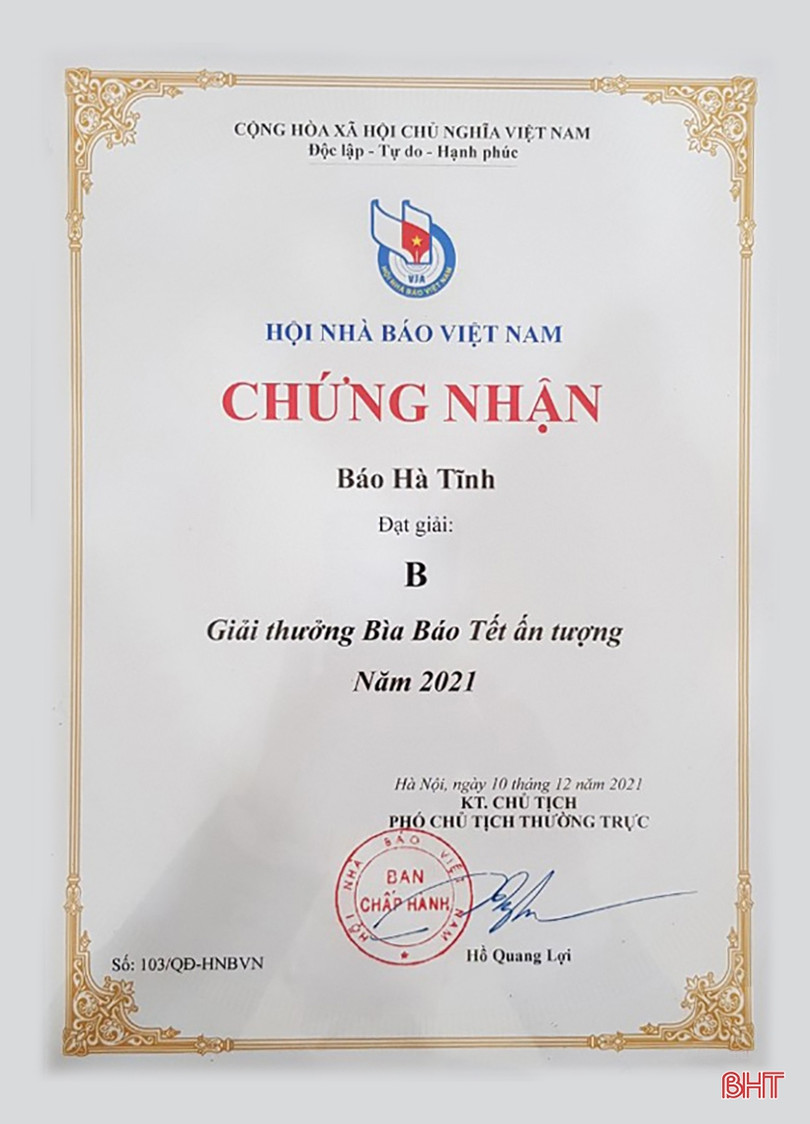 CỘNG HÒA XÃ HỘI CHỦ NGHĨA VIỆT NAM
Độc lập - Tự do - Hạnh phúc
VJA
HỘI NHÀ BÁO VIỆT NAM
HỘI NHÀ BÁO VIỆT NAM
CHỨNG NHẬN
Báo Hà Tĩnh
Đạt giải:
B
Giải thưởng Bìa Báo Tết ấn tượng
Năm 2021
Hà Nội, ngày 10 tháng 12 năm 2021
KT. CHỦ TỊCH
PHÓ CHỦ TỊCH THƯỜNG TRỰC
HỘI NHÀ BÁO VIỆT NAM
BAN
CHẤP HÀNH
Hồ Quang Lợi
Số: 103/QĐ-HNBVN
BHT